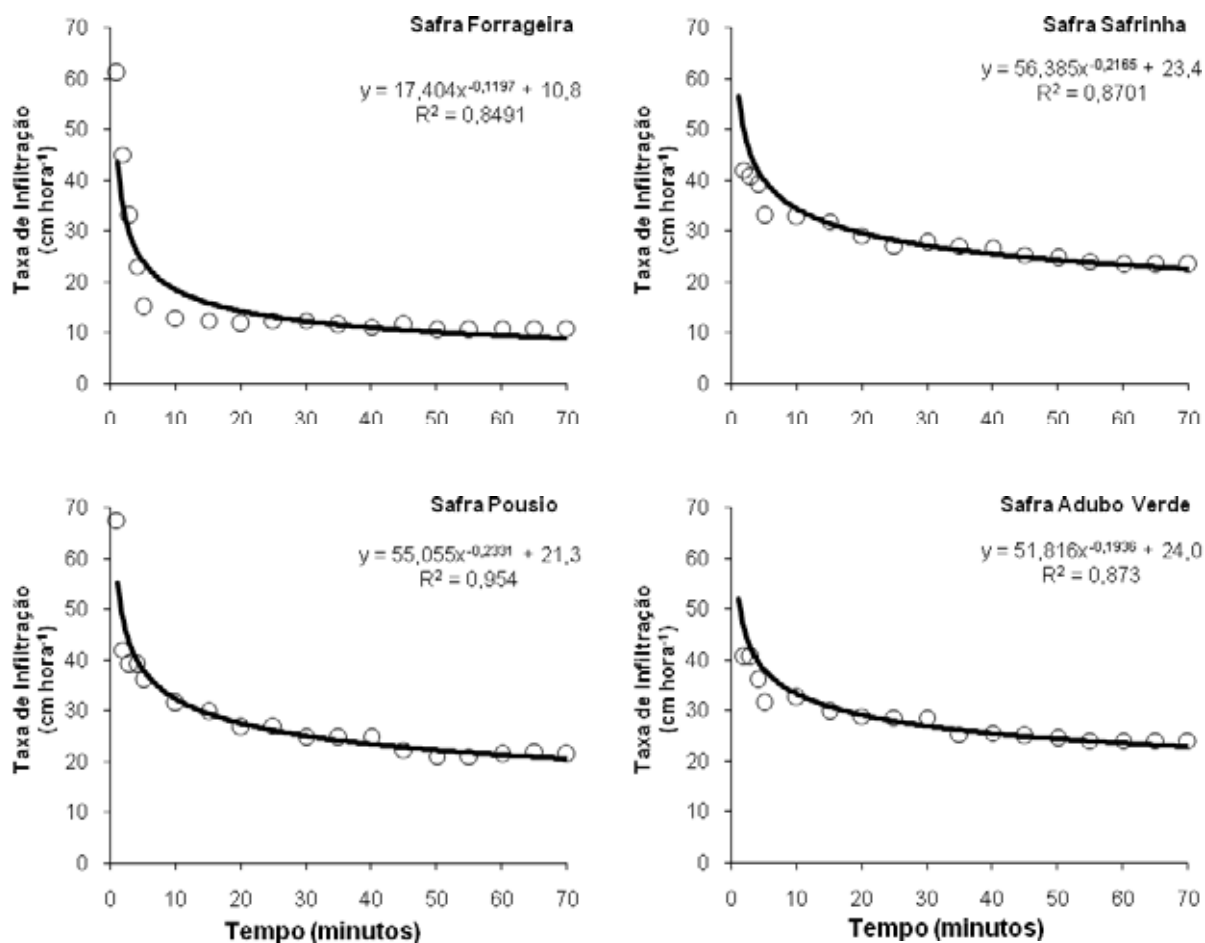 Safra Forrageira
y = 17,404x⁻⁰,¹¹⁹⁷ + 10,8
R² = 0,8491
Taxa de Infiltração
(cm hora⁻¹)
70
60
50
40
30
20
10
0
0 10 20 30 40 50 60 70
Safra Safrinha
y = 56,385x⁻⁰,²¹⁶⁵ + 23,4
R² = 0,8701
Taxa de Infiltração
(cm hora⁻¹)
70
60
50
40
30
20
10
0
0 10 20 30 40 50 60 70
Safra Pousio
y = 55,055x⁻⁰,²³³¹ + 21,3
R² = 0,954
Taxa de Infiltração
(cm hora⁻¹)
70
60
50
40
30
20
10
0
0 10 20 30 40 50 60 70
Tempo (minutos)
Safra Adubo Verde
y = 51,816x⁻⁰,¹⁹³⁶ + 24,0
R² = 0,873
Taxa de Infiltração
(cm hora⁻¹)
70
60
50
40
30
20
10
0
0 10 20 30 40 50 60 70
Tempo (minutos)